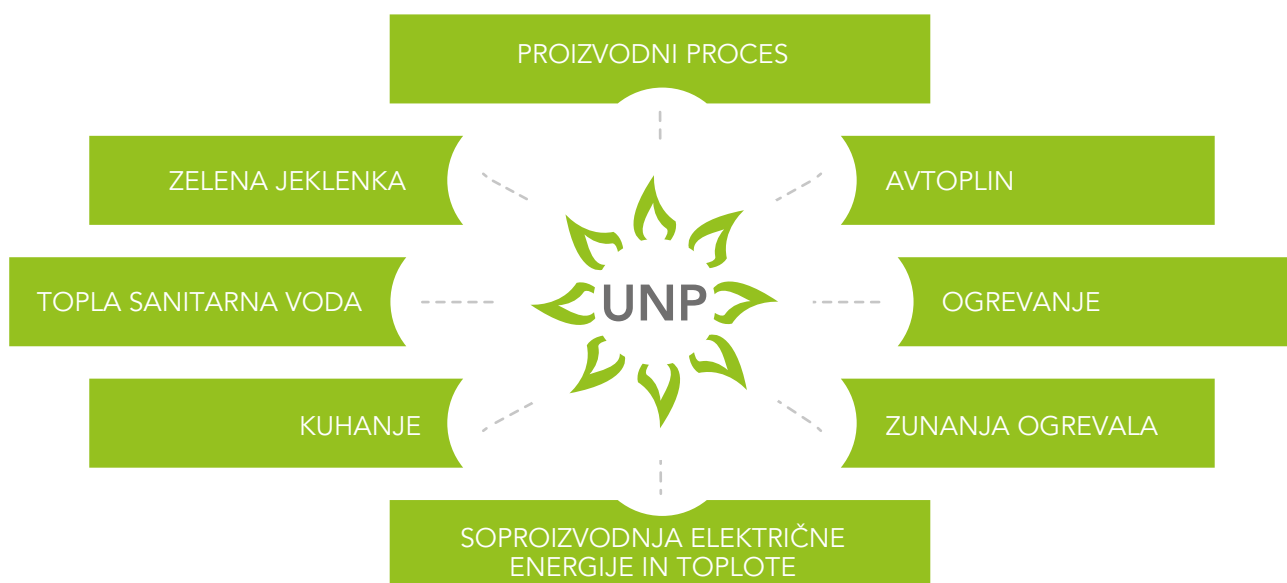 PROIZVODNI PROCES
ZELENA JEKLENKA
AVTOPLIN
TOPLA SANITARNA VODA
UNP
OGREVANJE
KUHANJE
ZUNANJA OGREVALA
SOPROIZVODNJA ELEKTRIČNE
ENERGIJE IN TOPLOTE